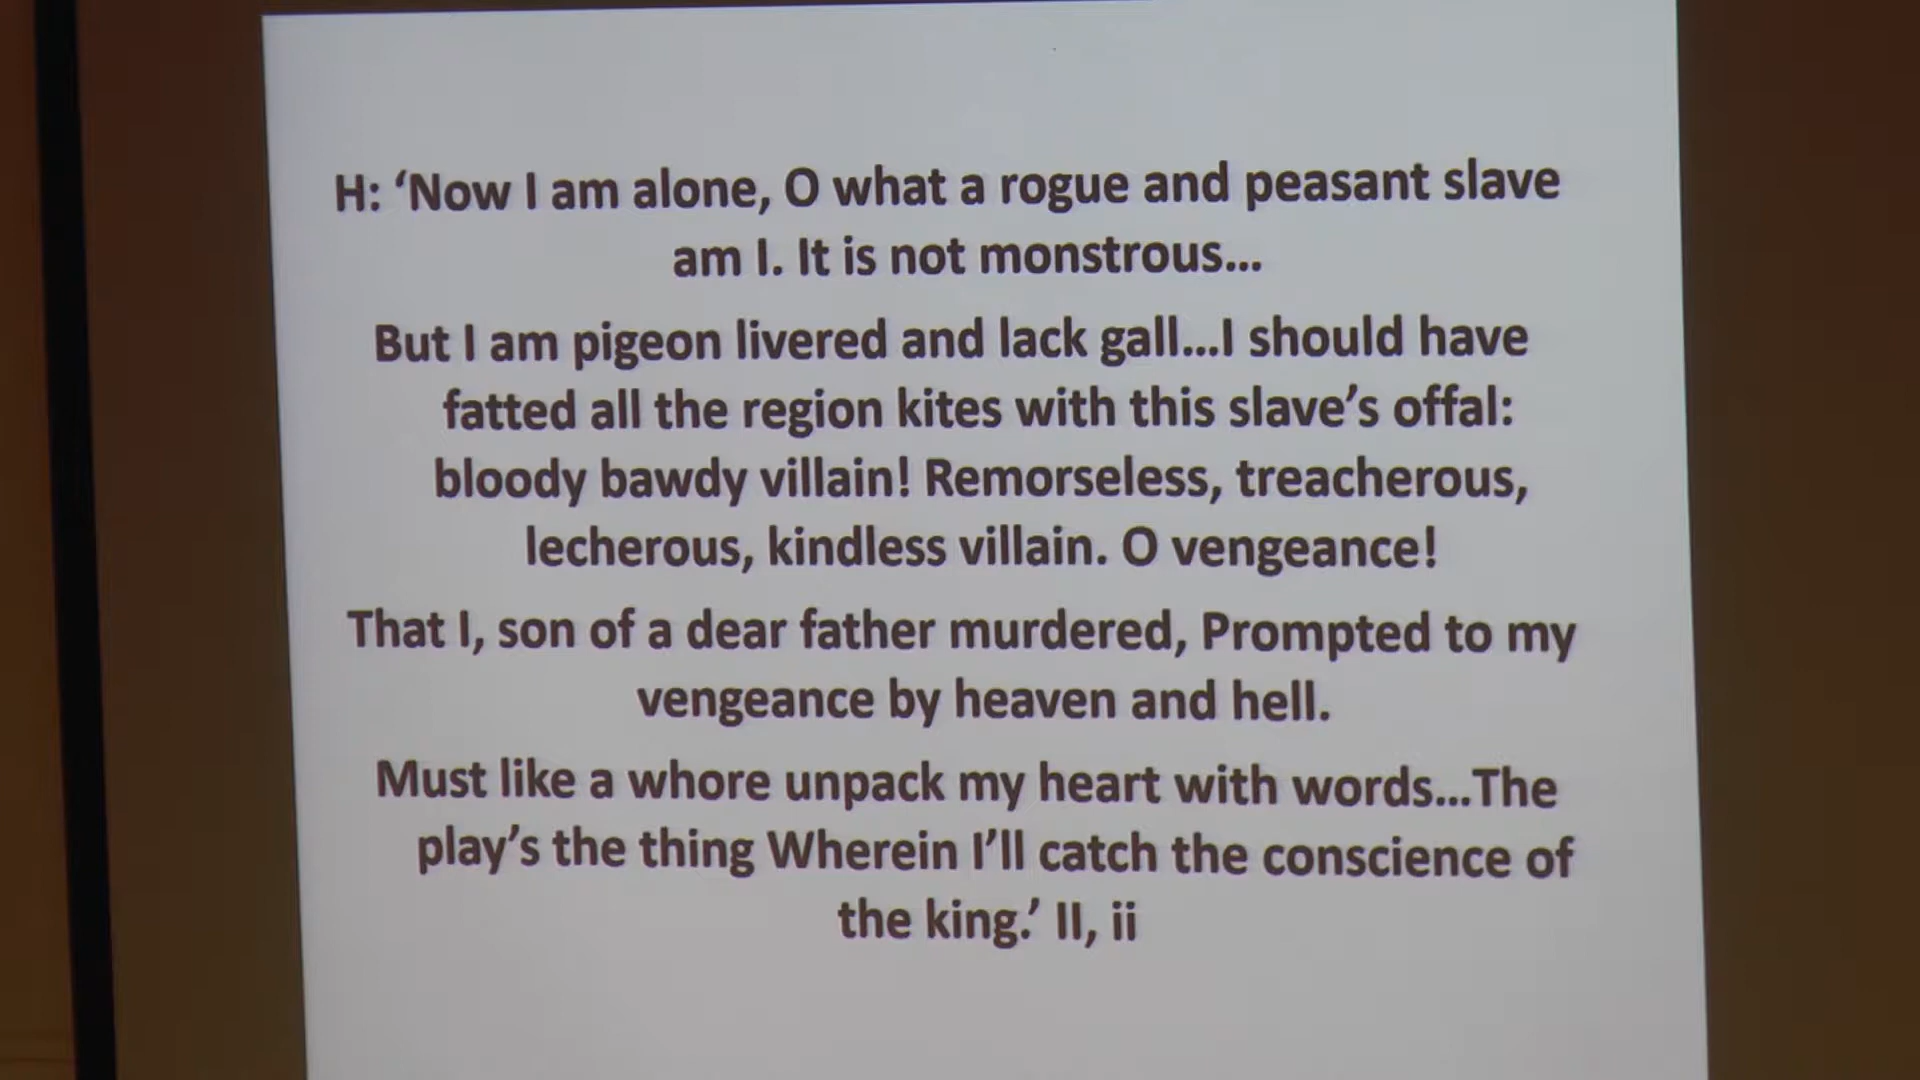 H: ‘Now I am alone, O what a rogue and peasant slave
am I. It is not monstrous...
But I am pigeon livered and lack gall...I should have
fatted all the region kites with this slave’s offal:
bloody bawdy villain! Remorseless, treacherous,
lecherous, kindless villain. O vengeance!
That I, son of a dear father murdered, Prompted to my
vengeance by heaven and hell.
Must like a whore unpack my heart with words...The
play’s the thing Wherein I’ll catch the conscience of
the king.’ II, ii